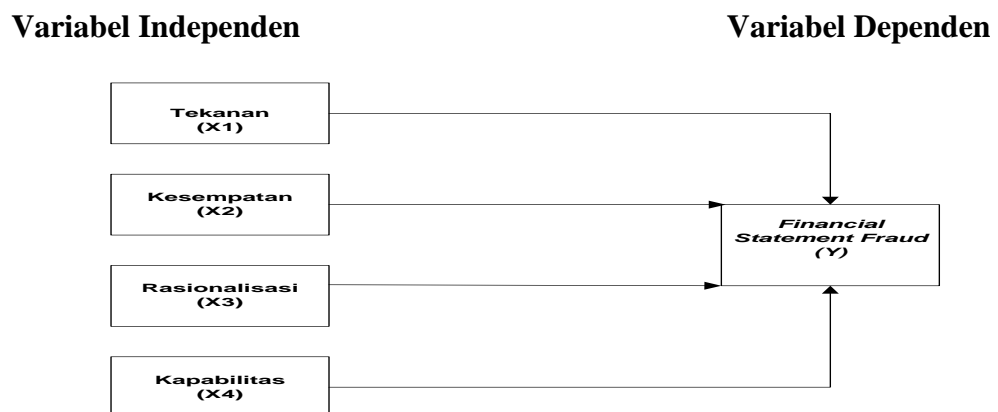 Variabel Independen
Variabel Dependen
Tekanan
(X1)
Kesempatan
(X2)
Financial
Statement Fraud
(Y)
Rasionalisasi
(X3)
Kapabilitas
(X4)